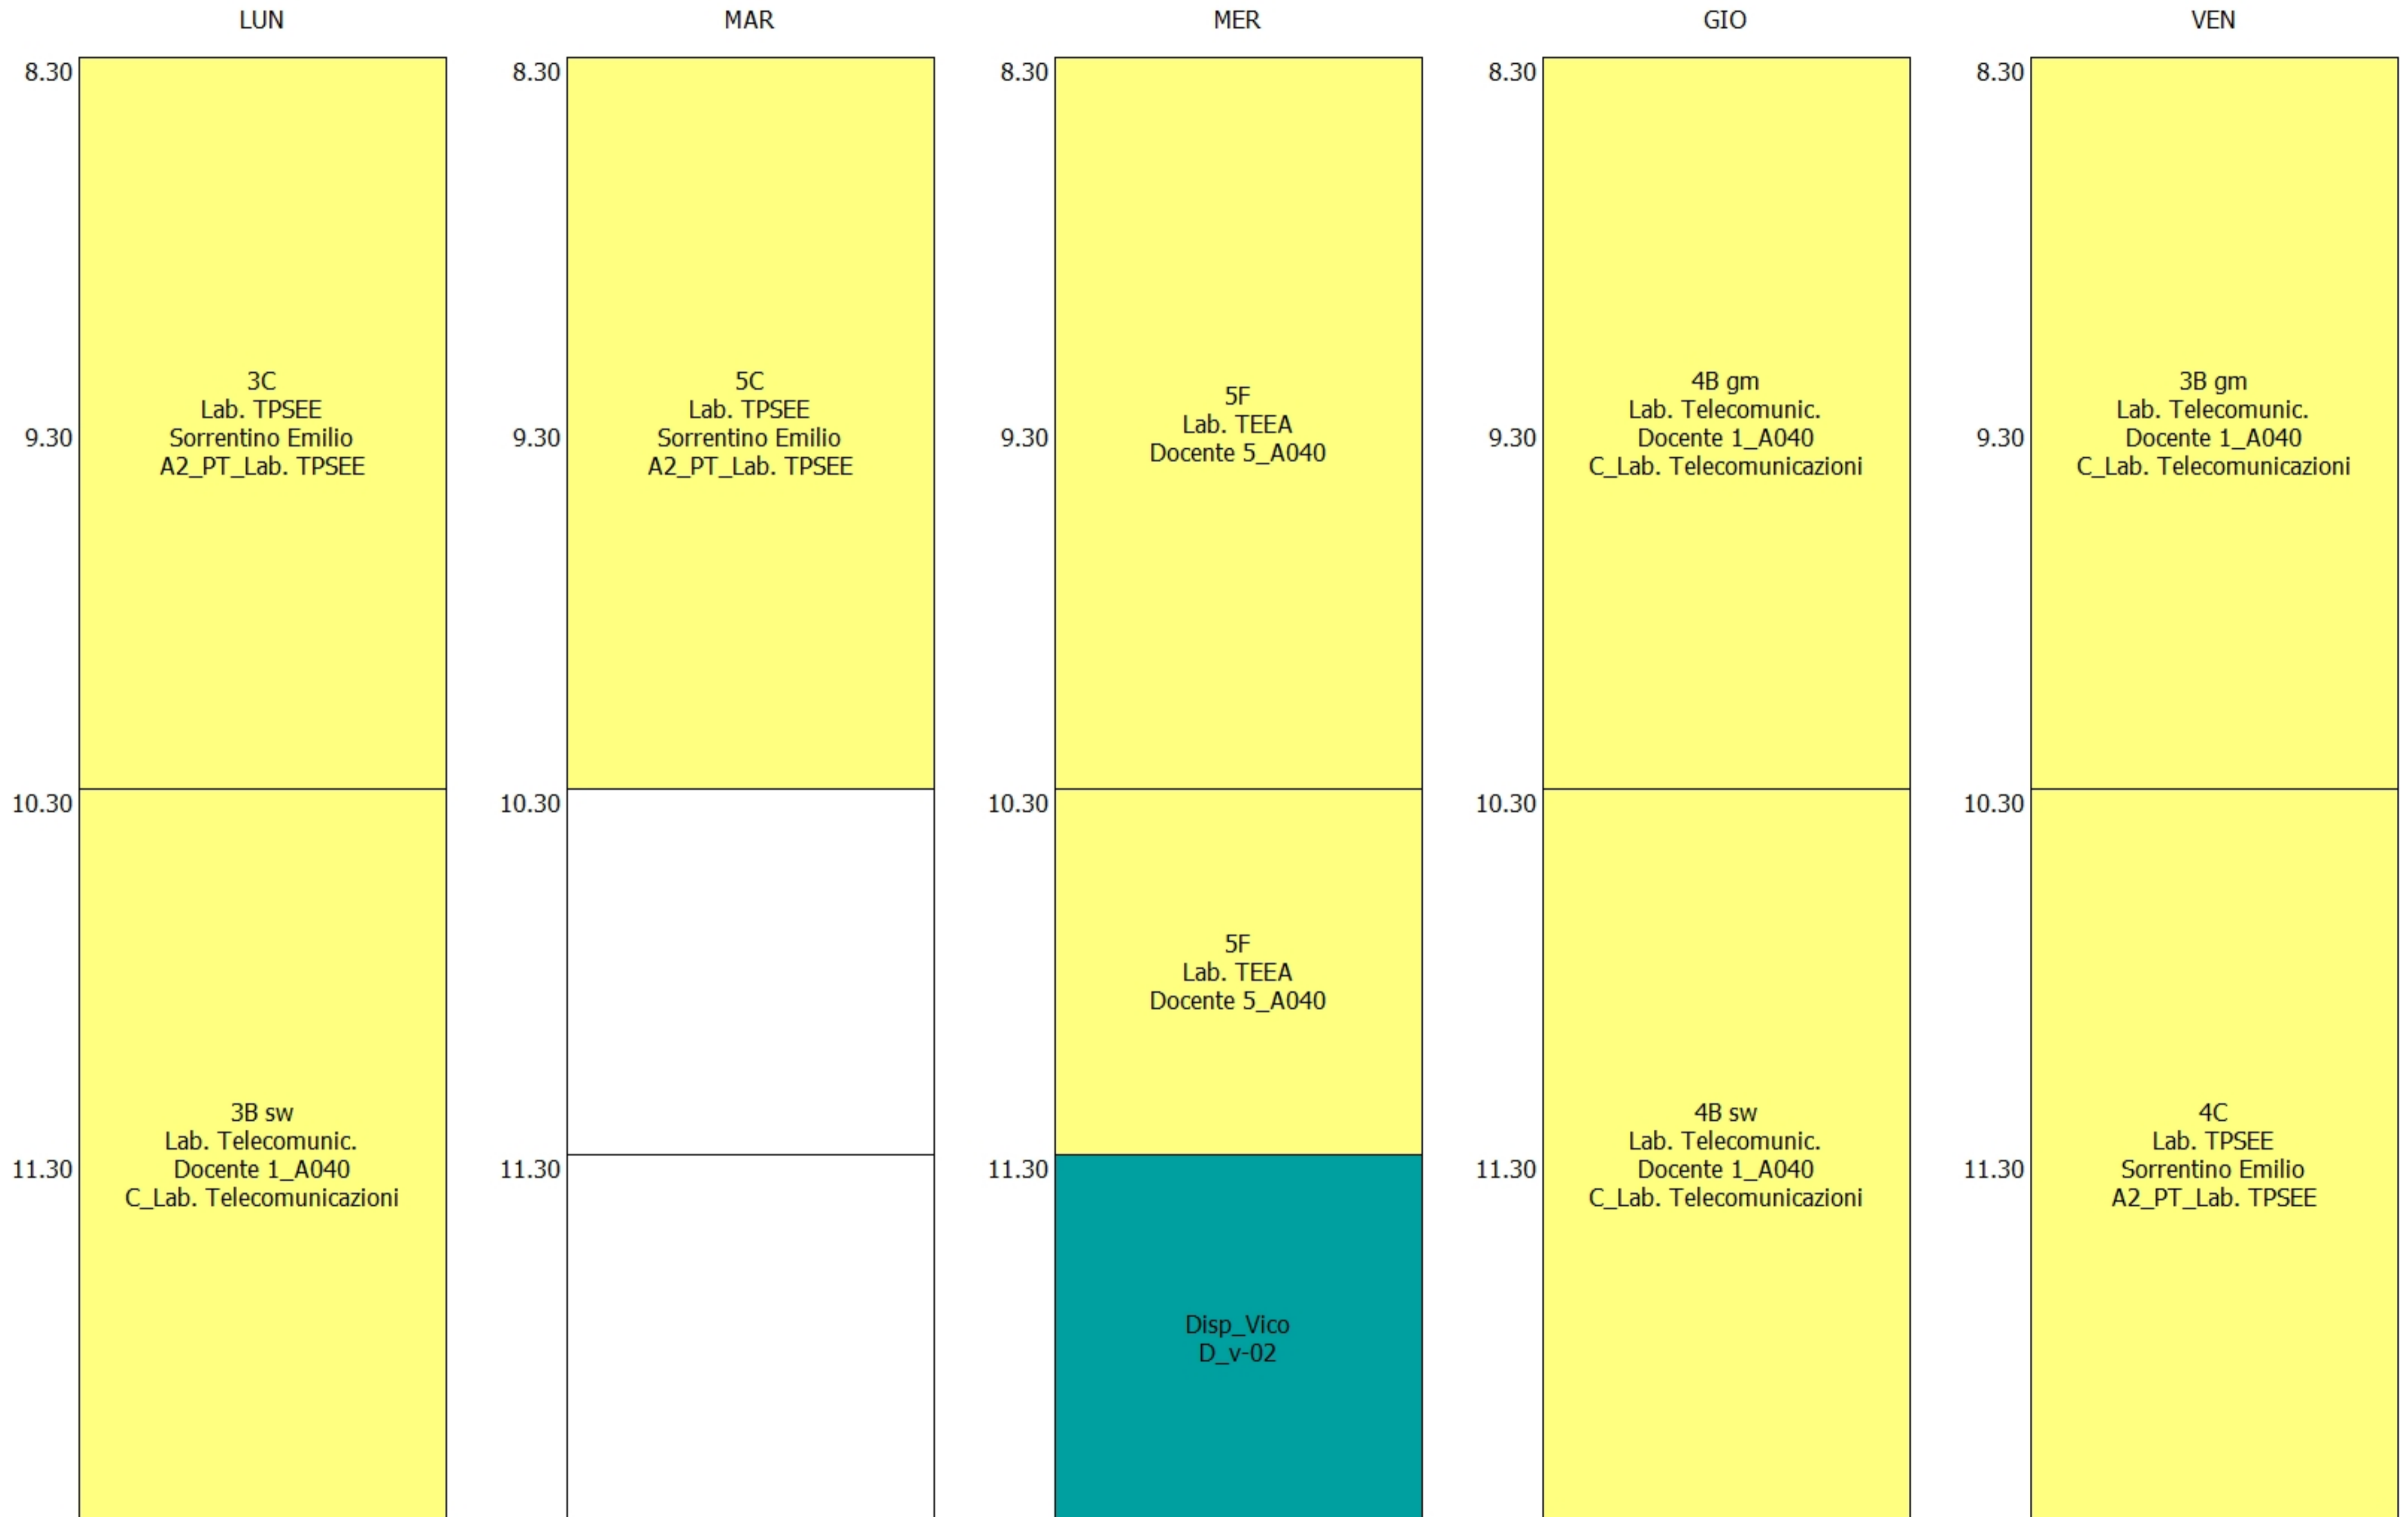 LUN
MAR
MER
GIO
VEN
8.30
9.30
10.30
11.30
3C
Lab. TPSEE
Sorrentino Emilio
A2_PT_Lab. TPSEE
3B sw
Lab. Telecomunic.
Docente 1_A040
C_Lab. Telecomunicazioni
8.30
9.30
10.30
11.30
5C
Lab. TPSEE
Sorrentino Emilio
A2_PT_Lab. TPSEE
8.30
9.30
10.30
11.30
5F
Lab. TEEA
Docente 5_A040
5F
Lab. TEEA
Docente 5_A040
Disp_Vico
D_v-02
8.30
9.30
10.30
11.30
4B gm
Lab. Telecomunic.
Docente 1_A040
C_Lab. Telecomunicazioni
4B sw
Lab. Telecomunic.
Docente 1_A040
C_Lab. Telecomunicazioni
8.30
9.30
10.30
11.30
3B gm
Lab. Telecomunic.
Docente 1_A040
C_Lab. Telecomunicazioni
4C
Lab. TPSEE
Sorrentino Emilio
A2_PT_Lab. TPSEE